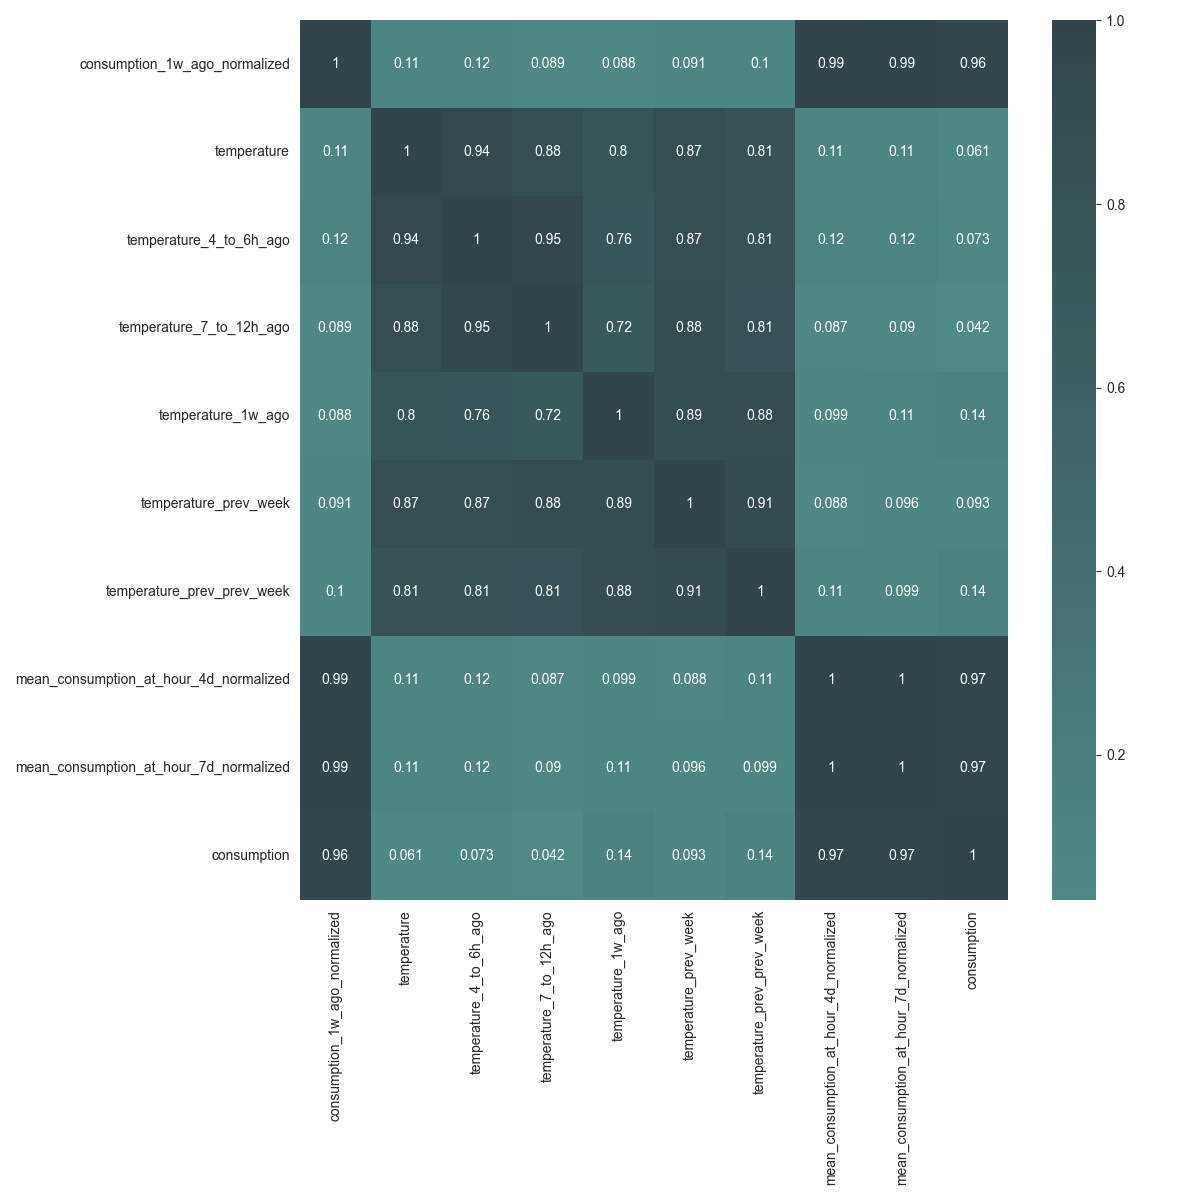 consumption_1w_ago_normalized 1 0.11 0.12 0.089 0.088 0.091 0.1 0.99 0.99 0.96
temperature 0.11 1 0.94 0.88 0.8 0.87 0.81 0.11 0.11 0.061
temperature_4_to_6h_ago 0.12 0.94 1 0.95 0.76 0.87 0.81 0.12 0.12 0.073
temperature_7_to_12h_ago 0.089 0.88 0.95 1 0.72 0.88 0.81 0.087 0.09 0.042
temperature_1w_ago 0.088 0.8 0.76 0.72 1 0.89 0.88 0.099 0.11 0.14
temperature_prev_week 0.091 0.87 0.87 0.88 0.89 1 0.91 0.088 0.096 0.093
temperature_prev_prev_week 0.1 0.81 0.81 0.81 0.88 0.91 1 0.11 0.099 0.14
mean_consumption_at_hour_4d_normalized 0.99 0.11 0.12 0.087 0.099 0.088 0.11 1 1 0.97
mean_consumption_at_hour_7d_normalized 0.99 0.11 0.12 0.09 0.11 0.096 0.099 1 1 0.97
consumption 0.96 0.061 0.073 0.042 0.14 0.093 0.14 0.97 0.97 1
consumption_1w_ago_normalized
temperature
temperature_4_to_6h_ago
temperature_7_to_12h_ago
temperature_1w_ago
temperature_prev_week
temperature_prev_prev_week
mean_consumption_at_hour_4d_normalized
mean_consumption_at_hour_7d_normalized
consumption
1.0
0.8
0.6
0.4
0.2